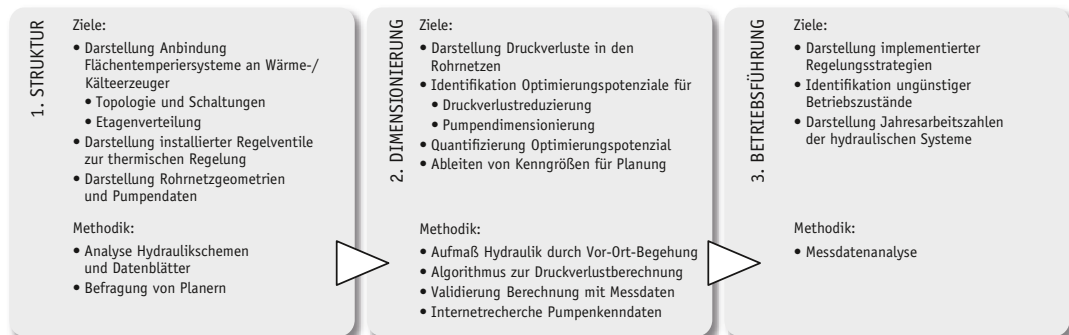 1. STRUKTUR
Ziele:
• Darstellung Anbindung
Flächentemperiersysteme an Wärme-/
Kälteerzeuger
• Topologie und Schaltungen
• Etagenverteilung
• Darstellung installierter Regelventile
zur thermischen Regelung
• Darstellung Rohrnetzgeometrien
und Pumpendaten
Methodik:
• Analyse Hydraulikschemen
und Datenblätter
• Befragung von Planern
2. DIMENSIONIERUNG
Ziele:
• Darstellung Druckverluste in den
Rohrnetzen
• Identifikation Optimierungspotenziale für
• Druckverlustreduzierung
• Pumpendimensionierung
• Quantifizierung Optimierungspotenzial
• Ableiten von Kenngrößen für Planung
Methodik:
• Aufmaß Hydraulik durch Vor-Ort-Begehung
• Algorithmus zur Druckverlustberechnung
• Validierung Berechnung mit Messdaten
• Internetrecherche Pumpenkenndaten
3. BETRIEBSFÜHRUNG
Ziele:
• Darstellung implementierter
Regelungsstrategien
• Identifikation ungünstiger
Betriebszustände
• Darstellung Jahresarbeitszahlen
der hydraulischen Systeme
Methodik:
• Messdatenanalyse